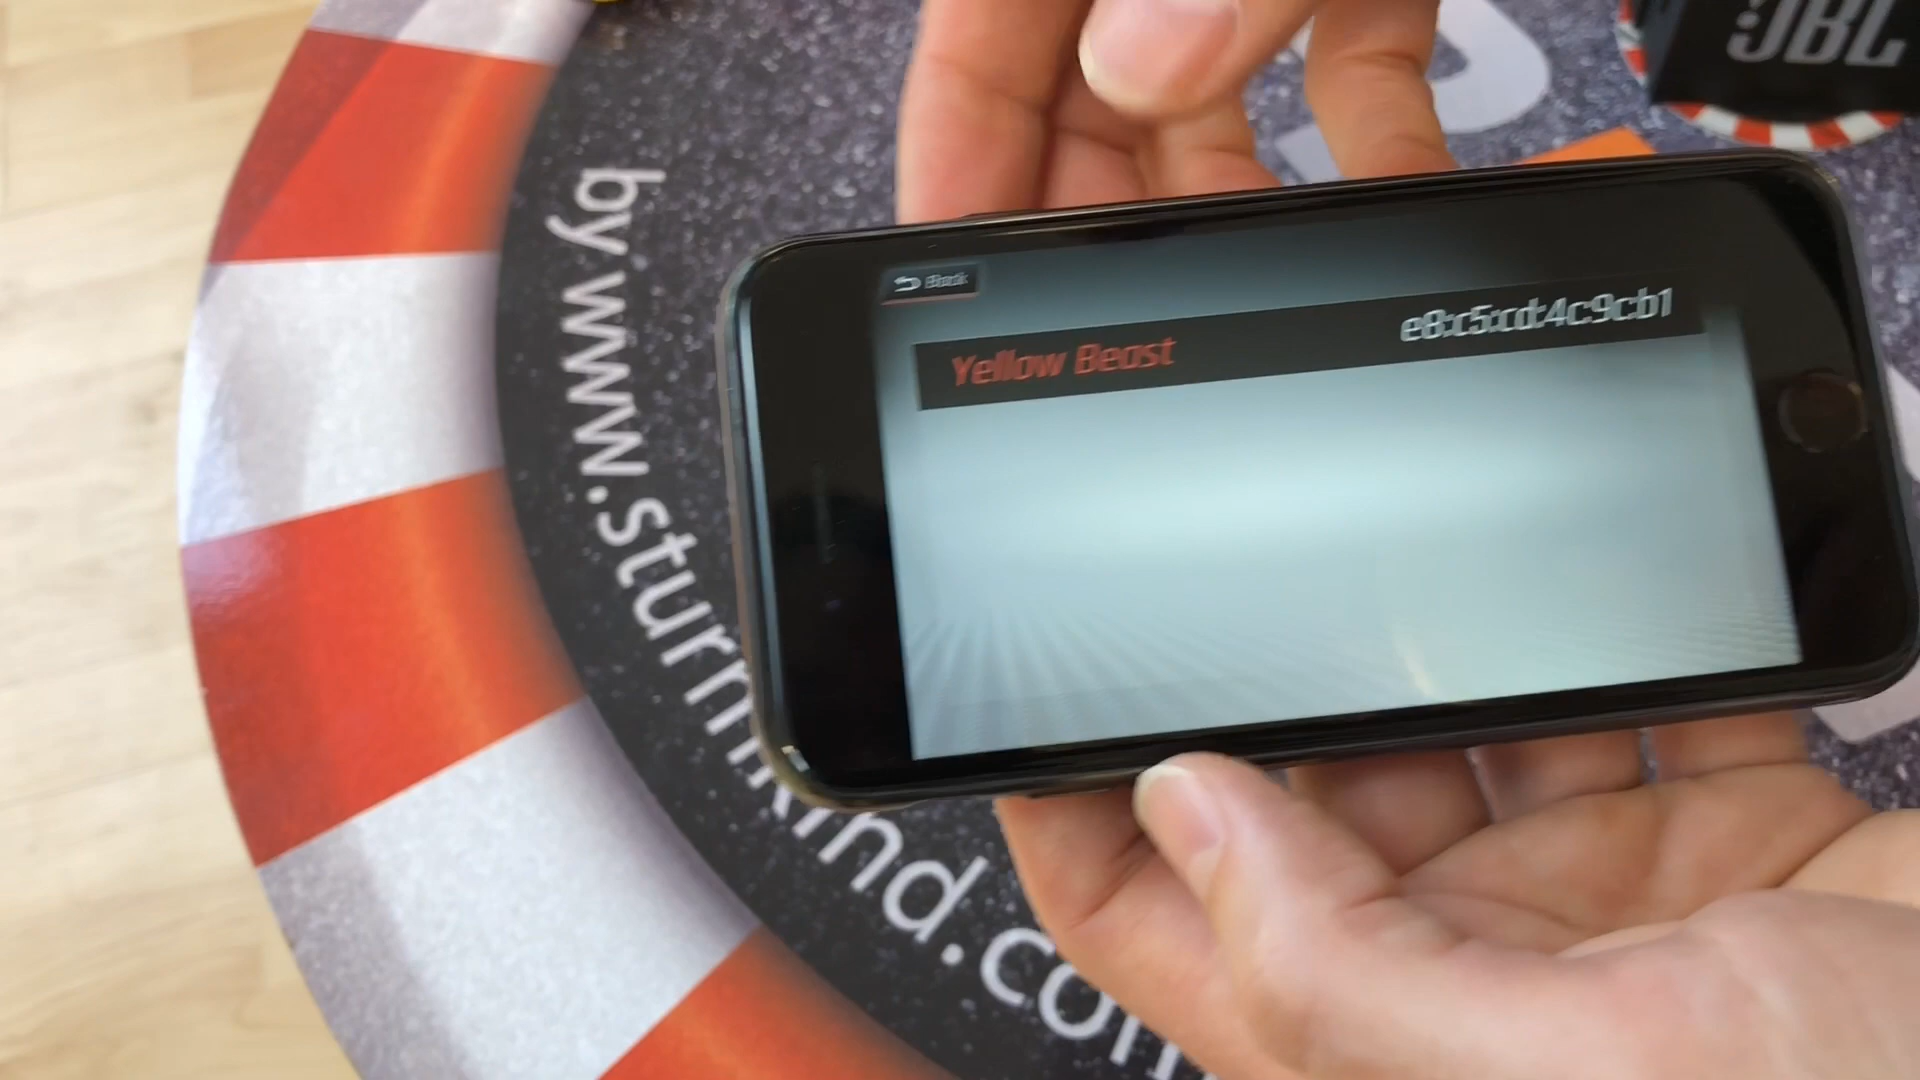 JBL
Back
Yellow Beast
e8:c5:cd:4c:9c:b1
by www.sturmkind.com